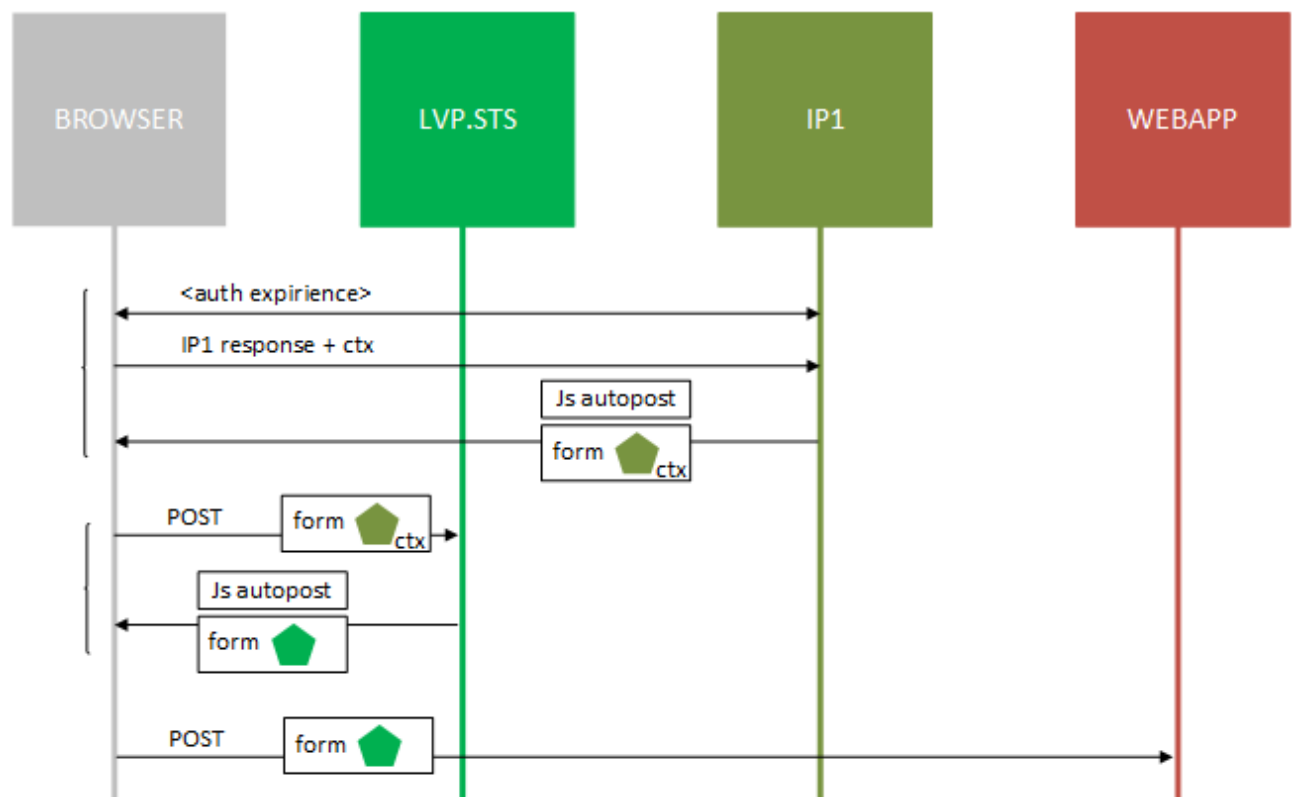 BROWSER
LVP.STS
IP1
WEBAPP
<auth expirience>
IP1 response + ctx
Js autopost
form
ctx
POST
form
ctx
Js autopost
form
POST
form